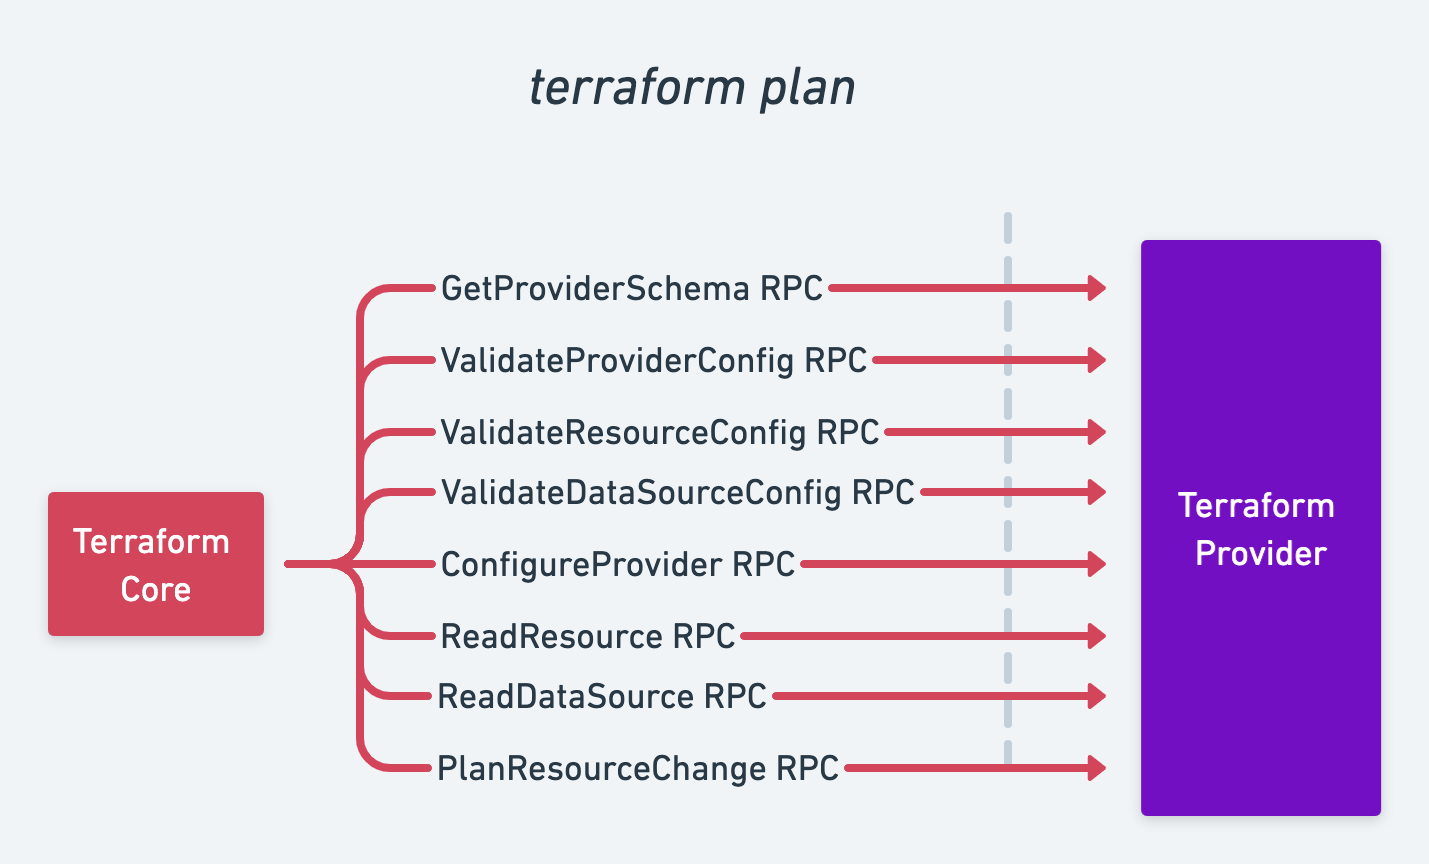 terraform plan
GetProviderSchema RPC
ValidateProviderConfig RPC
ValidateResourceConfig RPC
ValidateDataSourceConfig RPC
ConfigureProvider RPC
ReadResource RPC
ReadDataSource RPC
PlanResourceChange RPC
Terraform
Core
Terraform
Provider